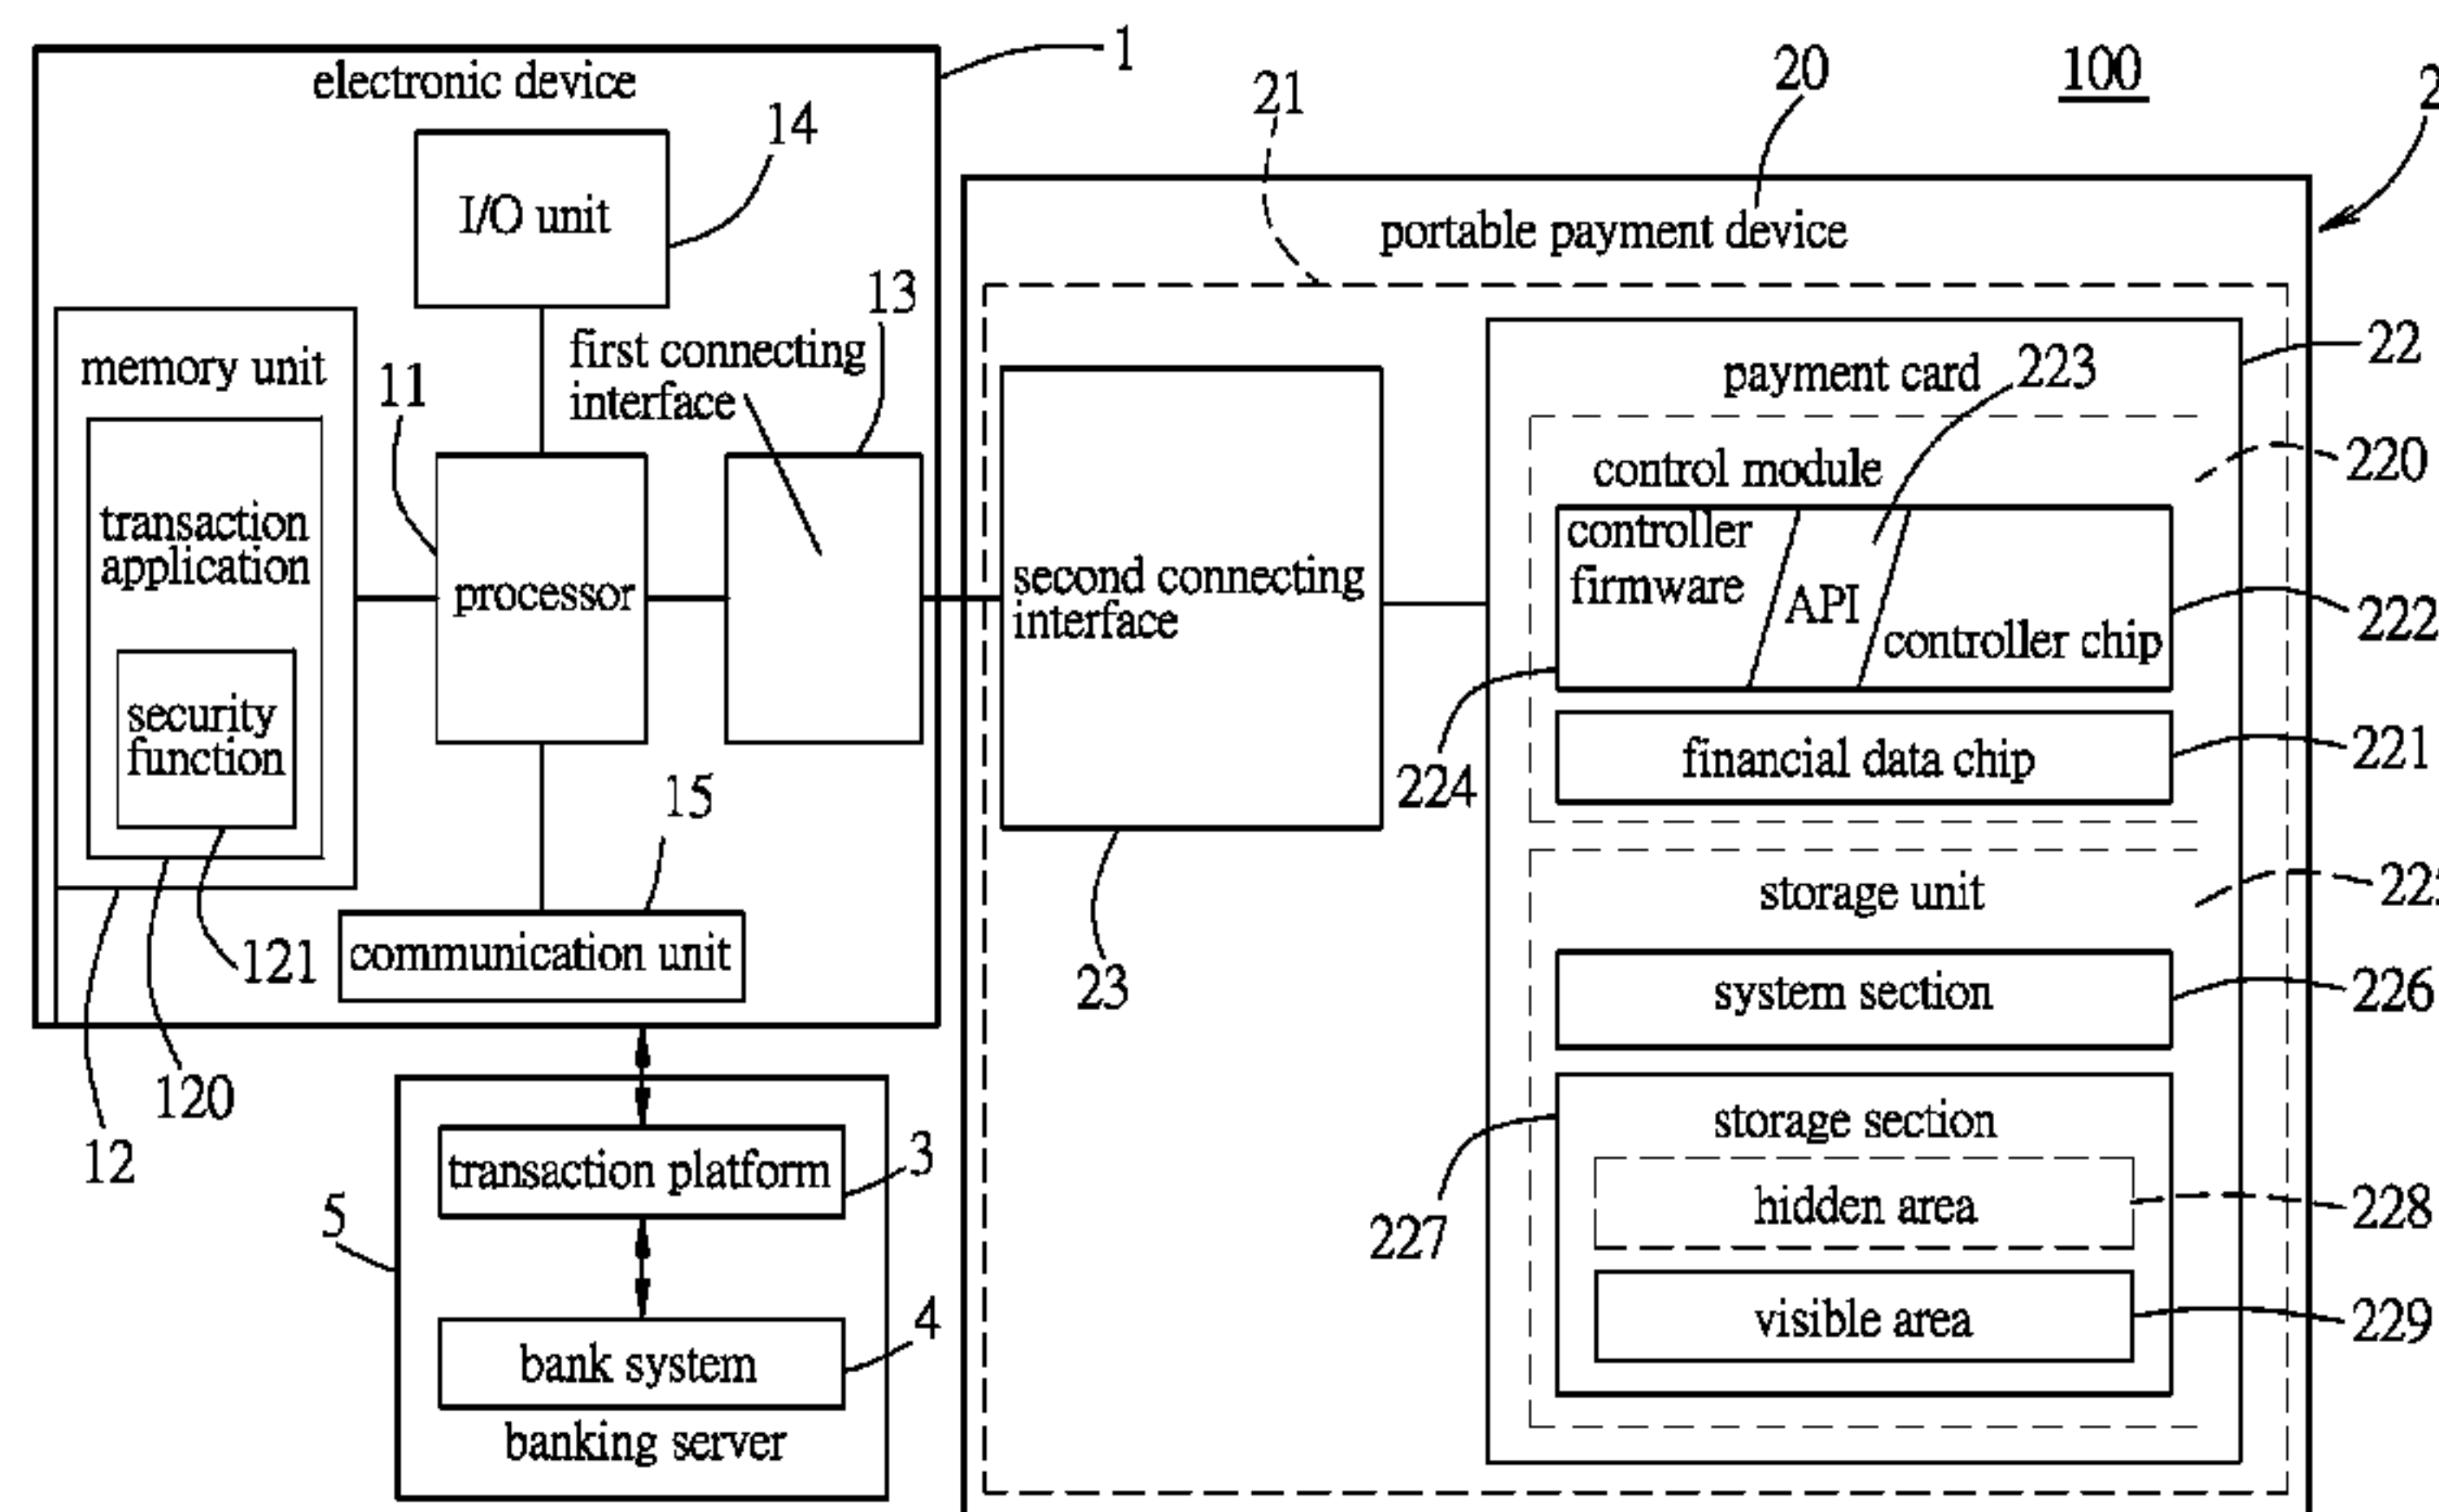 electronic device
1
14
I/O unit
21
20
100
2
portable payment device
13
first connecting
interface
memory unit
11
transaction
application
processor
security
function
15
communication unit
121
120
12
second connecting
interface
23
payment card
22
223
control module
220
controller
firmware
API
controller chip
222
224
financial data chip
221
storage unit
system section
226
storage section
227
hidden area
228
visible area
229
transaction platform
3
5
bank system
4
banking server